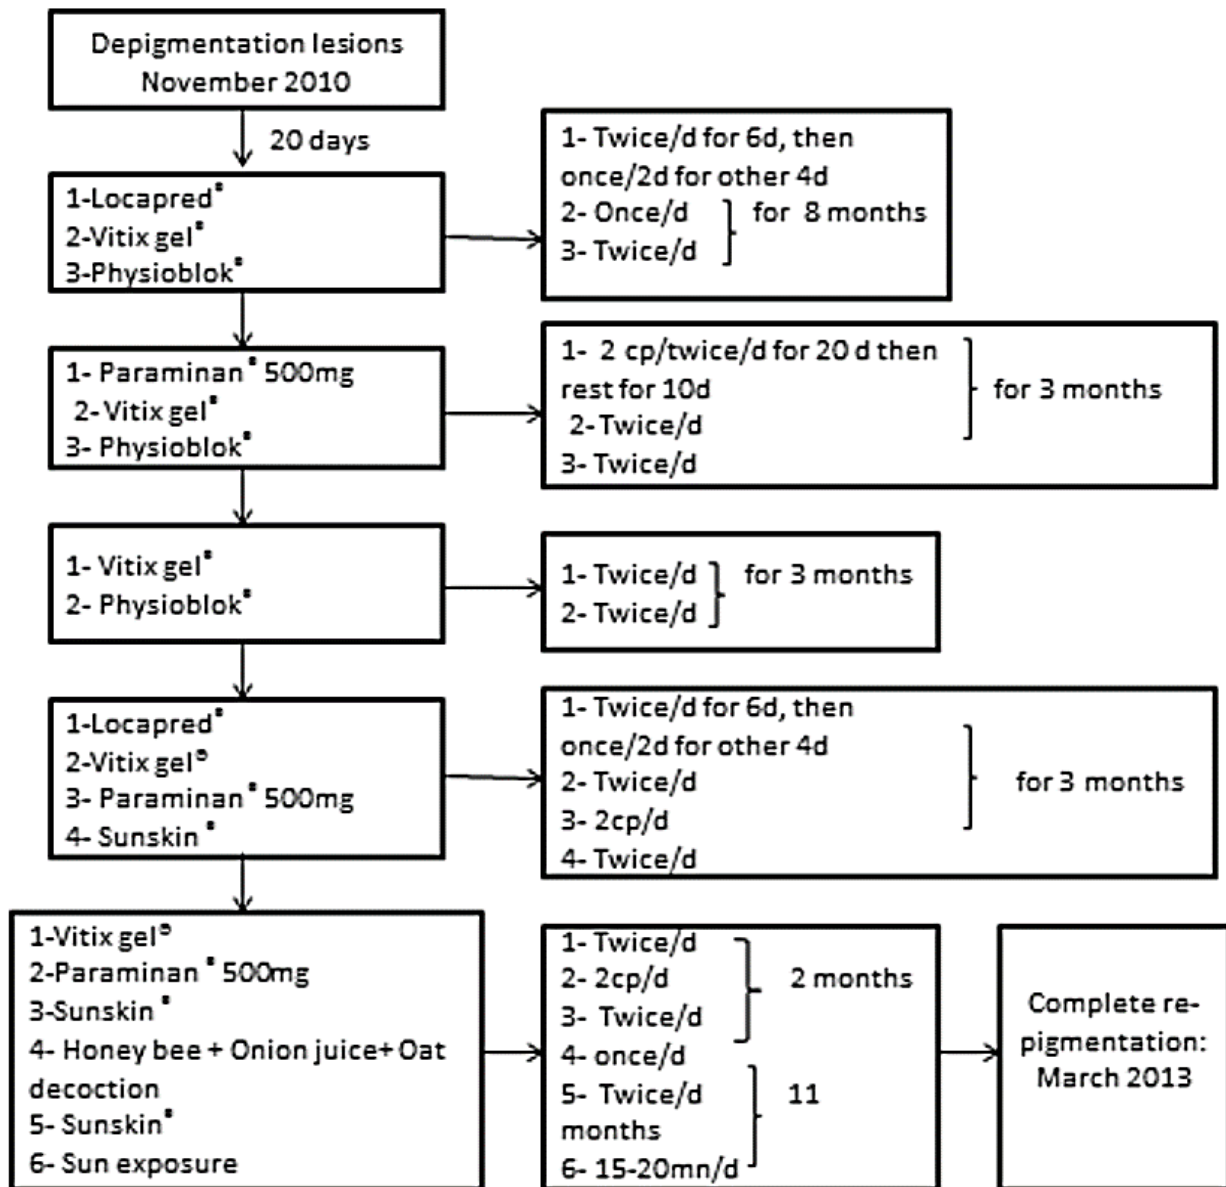 Depigmentation lesions
November 2010
20 days
1-Locapred®
2-Vitix gel®
3-Physioblok®
1- Twice/d for 6d, then
once/2d for other 4d
2- Once/d
3- Twice/d
for 8 months
1- Paraminan® 500mg
2- Vitix gel®
3- Physioblok®
1- 2 cp/twice/d for 20 d then
rest for 10d
2- Twice/d
3- Twice/d
for 3 months
1- Vitix gel®
2- Physioblok®
1- Twice/d
2- Twice/d
for 3 months
1-Locapred®
2-Vitix gel®
3- Paraminan® 500mg
4- Sunskin®
1- Twice/d for 6d, then
once/2d for other 4d
2- Twice/d
3- 2cp/d
4- Twice/d
for 3 months
1-Vitix gel®
2-Paraminan® 500mg
3-Sunskin®
4- Honey bee + Onion juice+ Oat
decoction
5- Sunskin®
6- Sun exposure
1- Twice/d
2- 2cp/d
3- Twice/d
2 months
4- once/d
5- Twice/d 11
months
6- 15-20mn/d
Complete re-
pigmentation:
March 2013